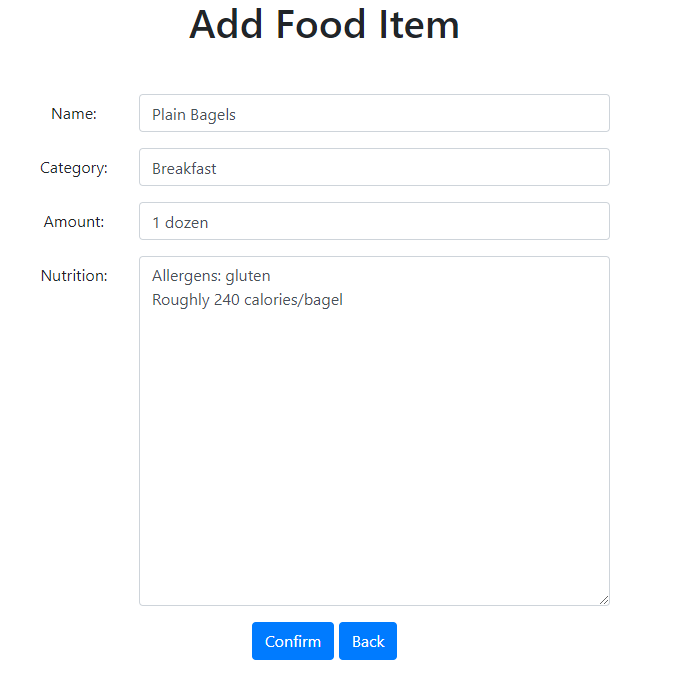 Add Food Item
Name: Plain Bagels
Category: Breakfast
Amount: 1 dozen
Nutrition: Allergens: gluten
Roughly 240 calories/bagel
Confirm Back